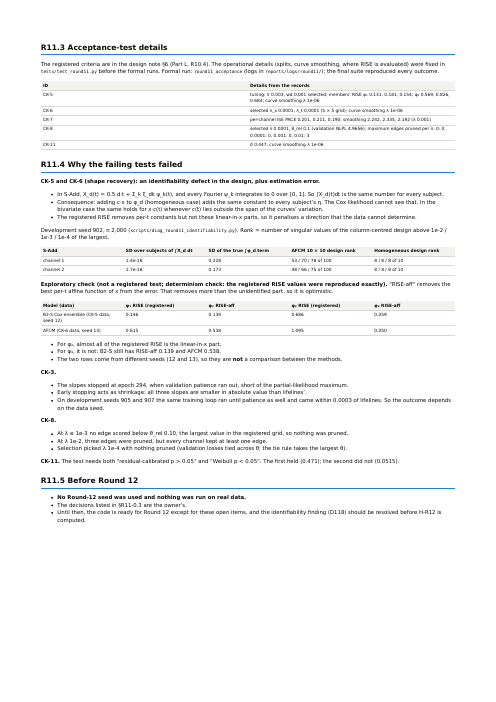 R11.3 Acceptance-test details
The registered criteria are in the design note §6 (Part L, R10.4). The operational details (splits, curve smoothing, where RISE is evaluated) were fixed in
tests/test_round11.py before the formal runs. Formal run: round11_acceptance (logs in reports/logs/round11/); the final suite reproduced every outcome.
ID Details from the records
CK-5 tuning: lr 0.003, wd 0.001 selected; members' RISE φ₁ 0.131, 0.181, 0.154; φ₂ 0.569, 0.826,
0.684; curve smoothing λ 1e-06
CK-6 selected λ_x 0.0001, λ_t 0.0001 (5 × 5 grid); curve smoothing λ 1e-06
CK-7 per-channel ISE PACE 0.201, 0.211, 0.190; smoothing 2.242, 2.335, 2.192 (λ 0.001)
CK-8 selected λ 0.0001, θ_rel 0.1 (validation NLPL 4.9656); maximum edges pruned per λ: 0: 0,
0.0001: 0, 0.001: 0, 0.01: 3
CK-11 σ̂ 0.447; curve smoothing λ 1e-06
R11.4 Why the failing tests failed
CK-5 and CK-6 (shape recovery): an identifiability defect in the design, plus estimation error.
• In S-Add, X_d(t) = 0.5·d·t + Σ_k ξ_dk ψ_k(t), and every Fourier ψ_k integrates to 0 over [0, 1]. So ∫X_d(t)dt is the same number for every subject.
• Consequence: adding c·x to φ_d (homogeneous case) adds the same constant to every subject's η. The Cox likelihood cannot see that. In the
bivariate case the same holds for x·c(t) whenever c(t) lies outside the span of the curves' variation.
• The registered RISE removes per-t constants but not these linear-in-x parts, so it penalises a direction that the data cannot determine.
Development seed 902, n 2,000 (scripts/diag_round11_identifiability.py). Rank = number of singular values of the column-centred design above 1e-2 /
1e-3 / 1e-4 of the largest.
S-Add SD over subjects of ∫X_d dt SD of the true ∫φ_d term AFCM 10 × 10 design rank Homogeneous design rank
channel 1 1.4e-16 0.228 53 / 70 / 78 of 100 8 / 8 / 8 of 10
channel 2 1.7e-16 0.173 48 / 66 / 75 of 100 8 / 8 / 8 of 10
Exploratory check (not a registered test; determinism check: the registered RISE values were reproduced exactly). "RISE-aff" removes the
best per-t affine function of x from the error. That removes more than the unidentified part, so it is optimistic.
Model (data) φ₁ RISE (registered) φ₁ RISE-aff φ₂ RISE (registered) φ₂ RISE-aff
B2-S Cox ensemble (CK-5 data,
seed 12) 0.146 0.139 0.686 0.059
AFCM (CK-6 data, seed 13) 0.615 0.538 1.095 0.050
• For φ₂, almost all of the registered RISE is the linear-in-x part.
• For φ₁, it is not: B2-S still has RISE-aff 0.139 and AFCM 0.538.
• The two rows come from different seeds (12 and 13), so they are not a comparison between the methods.
CK-3.
• The slopes stopped at epoch 294, when validation patience ran out, short of the partial-likelihood maximum.
• Early stopping acts as shrinkage: all three slopes are smaller in absolute value than lifelines'.
• On development seeds 905 and 907 the same training loop ran until patience as well and came within 0.0003 of lifelines. So the outcome depends
on the data seed.
CK-8.
• At λ ≤ 1e-3 no edge scored below θ_rel 0.10, the largest value in the registered grid, so nothing was pruned.
• At λ 1e-2, three edges were pruned, but every channel kept at least one edge.
• Selection picked λ 1e-4 with nothing pruned (validation losses tie across θ; the tie rule takes the largest θ).
CK-11. The test needs both "residual-calibrated p > 0.05" and "Weibull p < 0.05". The first held (0.471); the second did not (0.0515).
R11.5 Before Round 12
• No Round-12 seed was used and nothing was run on real data.
• The decisions listed in §R11-0.3 are the owner's.
• Until then, the code is ready for Round 12 except for these open items, and the identifiability finding (D118) should be resolved before H-R12 is
computed.